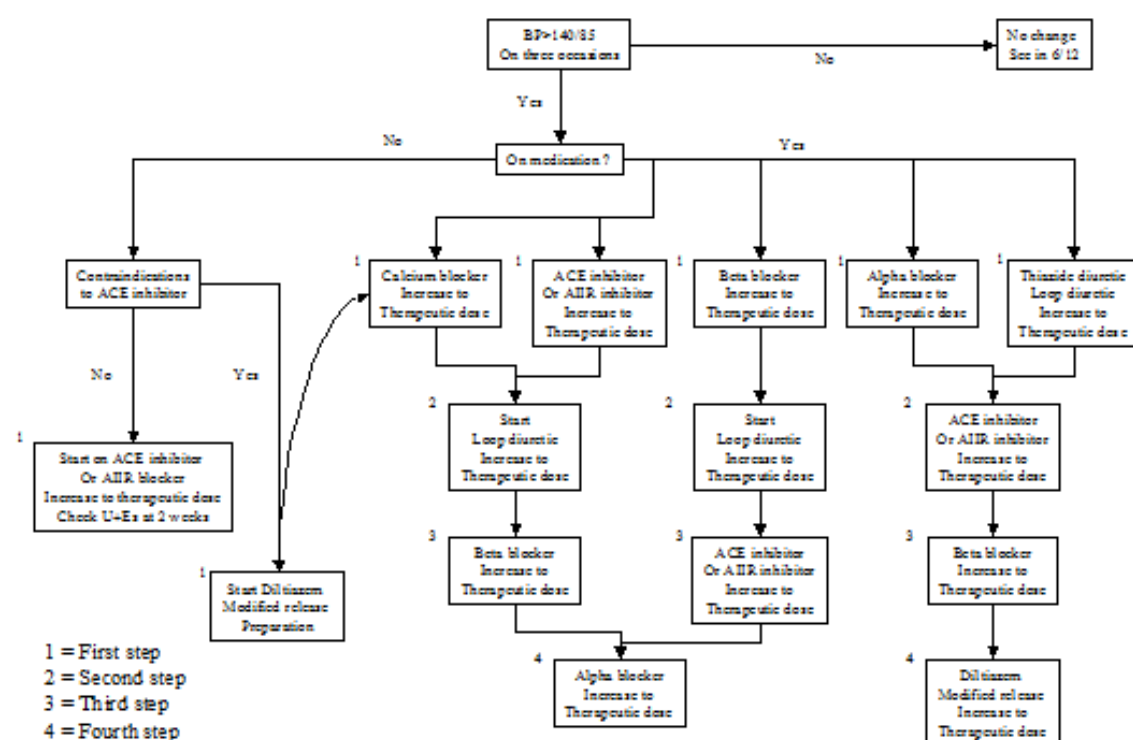 BP>140/85
On three occasions
No change
See in 6/12
No
Yes
No
On medication ?
Yes
Contraindications
to ACE inhibitor
1
Calcium blocker
Increase to
Therapeutic dose
1
ACE inhibitor
Or AIIR inhibitor
Increase to
Therapeutic dose
1
Beta blocker
Increase to
Therapeutic dose
1
Alpha blocker
Increase to
Therapeutic dose
1
Thiazide diuretic
Loop diuretic
Increase to
Therapeutic dose
No
Yes
2
Start
Loop diuretic
Increase to
Therapeutic dose
2
Start
Loop diuretic
Increase to
Therapeutic dose
2
ACE inhibitor
Or AIIR inhibitor
Increase to
Therapeutic dose
1
Start on ACE inhibitor
Or AIIR blocker
Increase to therapeutic dose
Check U+Es at 2 weeks
3
Beta blocker
Increase to
Therapeutic dose
3
ACE inhibitor
Or AIIR inhibitor
Increase to
Therapeutic dose
3
Beta blocker
Increase to
Therapeutic dose
1
Start Diltiazem
Modified release
Preparation
4
Alpha blocker
Increase to
Therapeutic dose
4
Diltiazem
Modified release
Increase to
Therapeutic dose
1 = First step
2 = Second step
3 = Third step
4 = Fourth step